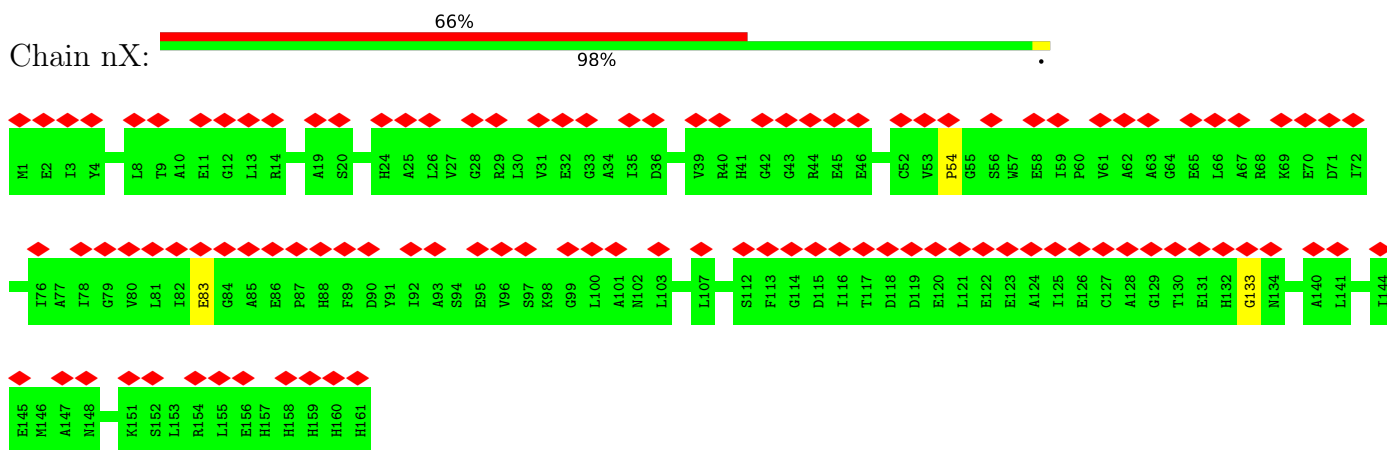 66%
Chain nX:
98%
.
M1 E2 I3 Y4 L8 T9 A10 E11 G12 L13 R14 A19 S20 H24 A25 L26 V27 G28 R29 L30 V31 E32 G33 A34 I35 D36 V39 R40 H41 G42 G43 R44 E45 E46 C52 V53 P54 G55 S56 W57 E58 I59 P60 V61 A62 A63 G64 E65 L66 A67 R68 K69 E70 D71 I72
I76 A77 I78 G79 V80 L81 I82 E83 G84 A85 E86 P87 H88 F89 D90 Y91 I92 A93 S94 E95 V96 S97 K98 G99 L100 A101 N102 L103 L107 S112 F113 G114 D115 I116 T117 D118 D119 E120 L121 E122 E123 A124 I125 E126 C127 A128 G129 T130 E131 H132 G133 N134 A140 L141 I144
E145 M146 A147 N148 K151 S152 L153 R154 L155 E156 H157 H158 H159 H160 H161